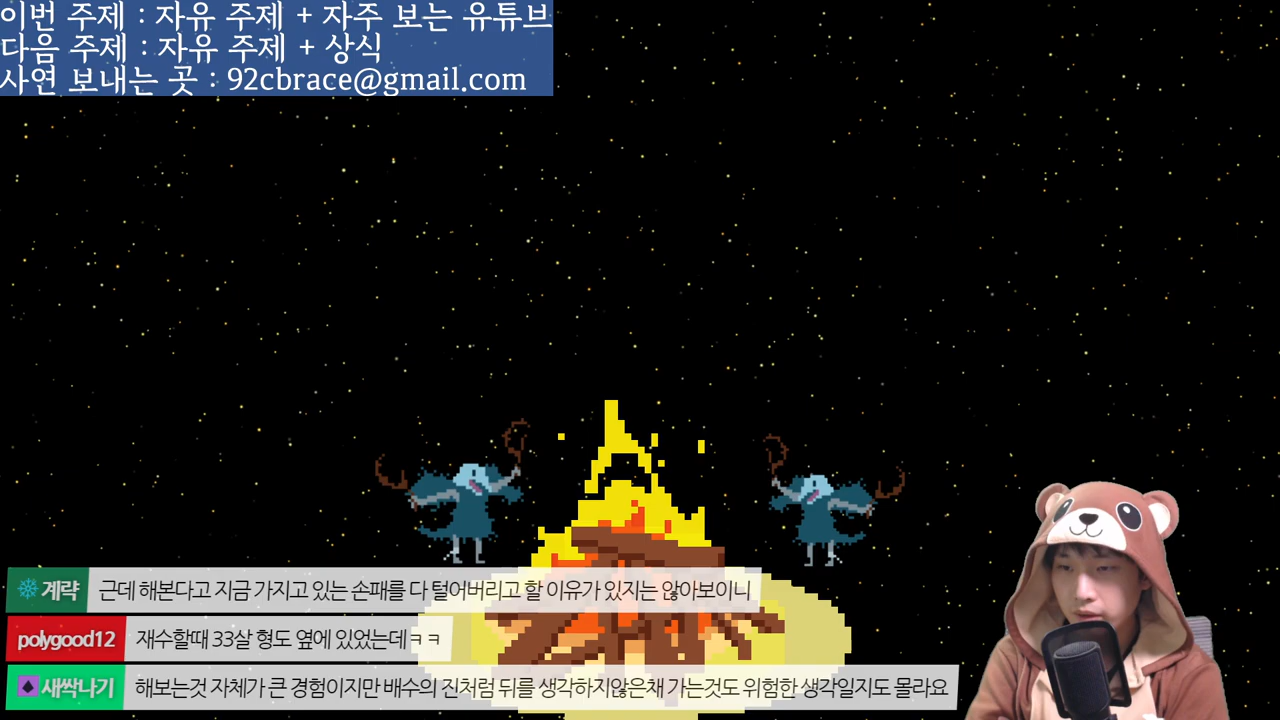 이번 주제 : 자유 주제 + 자주 보는 유튜브
다음 주제 : 자유 주제 + 상식
사연 보내는 곳 : 92cbrace@gmail.com
계략 근데 해본다고 지금 가지고 있는 손패를 다 털어버리고 할 이유가 있지는 않아보이니
polygood12 재수할때 33살 형도 옆에 있었는데ㅋㅋ
새싹나기 해보는것 자체가 큰 경험이지만 배수의 진처럼 뒤를 생각하지않은채 가는것도 위험한 생각일지도 몰라요